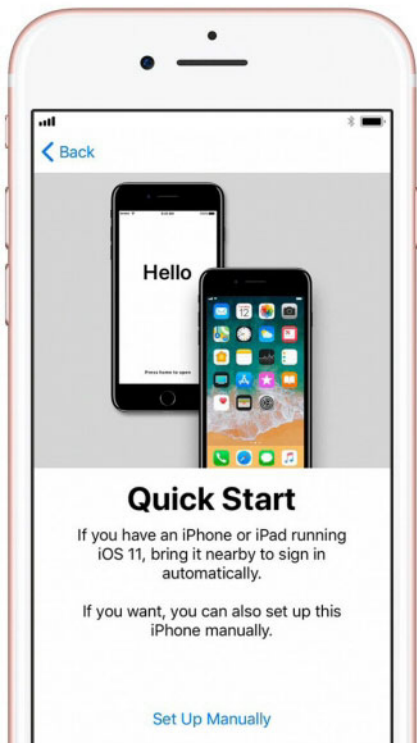 Back
Hello
Press home to open
Quick Start
If you have an iPhone or iPad running
iOS 11, bring it nearby to sign in
automatically.
If you want, you can also set up this
iPhone manually.
Set Up Manually